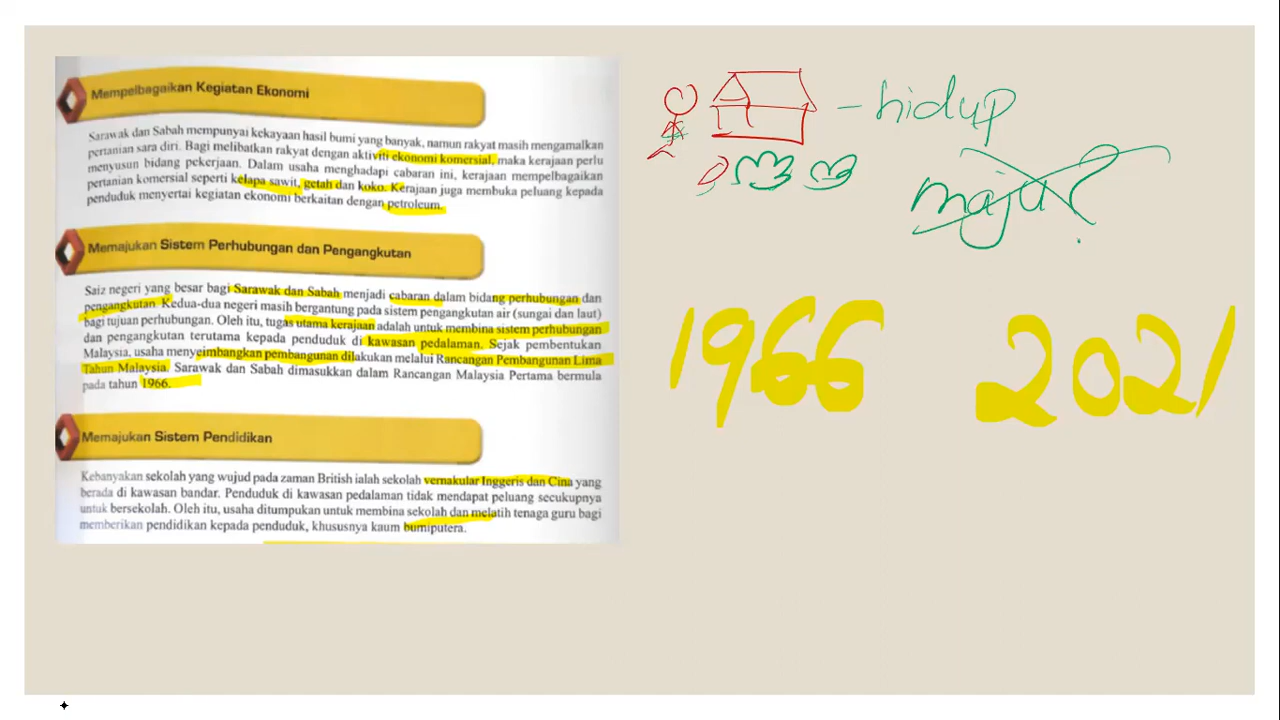 Mempelbagaikan Kegiatan Ekonomi
Sarawak dan Sabah mempunyai kekayaan hasil bumi yang banyak, namun rakyat masih mengamalkan
pertanian sara diri. Bagi melibatkan rakyat dengan aktiviti ekonomi komersial, maka kerajaan perlu
menyusun bidang pekerjaan. Dalam usaha menghadapi cabaran ini, kerajaan mempelbagaikan
pertanian komersial seperti kelapa sawit, getah dan koko. Kerajaan juga membuka peluang kepada
penduduk menyertai kegiatan ekonomi berkaitan dengan petroleum.
Memajukan Sistem Perhubungan dan Pengangkutan
Saiz negeri yang besar bagi Sarawak dan Sabah menjadi cabaran dalam bidang perhubungan dan
pengangkutan. Kedua-dua negeri masih bergantung pada sistem pengangkutan air (sungai dan laut)
bagi tujuan perhubungan. Oleh itu, tugas utama kerajaan adalah untuk membina sistem perhubungan
dan pengangkutan terutama kepada penduduk di kawasan pedalaman. Sejak pembentukan
Malaysia, usaha menyeimbangkan pembangunan dilakukan melalui Rancangan Pembangunan Lima
Tahun Malaysia. Sarawak dan Sabah dimasukkan dalam Rancangan Malaysia Pertama bermula
pada tahun 1966.
Memajukan Sistem Pendidikan
Kebanyakan sekolah yang wujud pada zaman British ialah sekolah vernakular Inggeris dan Cina yang
berada di kawasan bandar. Penduduk di kawasan pedalaman tidak mendapat peluang secukupnya
untuk bersekolah. Oleh itu, usaha ditumpukan untuk membina sekolah dan melatih tenaga guru bagi
memberikan pendidikan kepada penduduk, khususnya kaum bumiputera.
- hidup
maju?
1966 2021